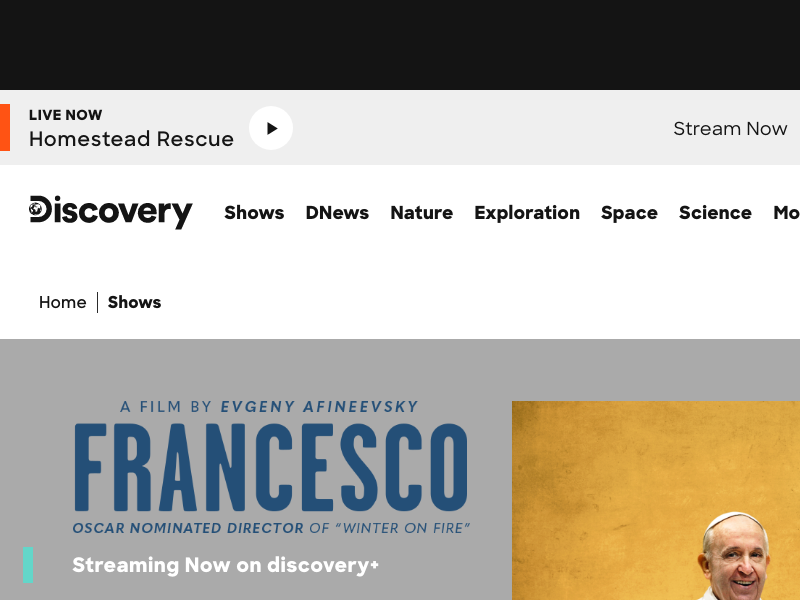 LIVE NOW
Homestead Rescue
Stream Now
Discovery
Shows DNews Nature Exploration Space Science Mo
Home Shows
A FILM BY EVGENY AFINEEVSKY
FRANCESCO
OSCAR NOMINATED DIRECTOR OF “WINTER ON FIRE”
Streaming Now on discovery+